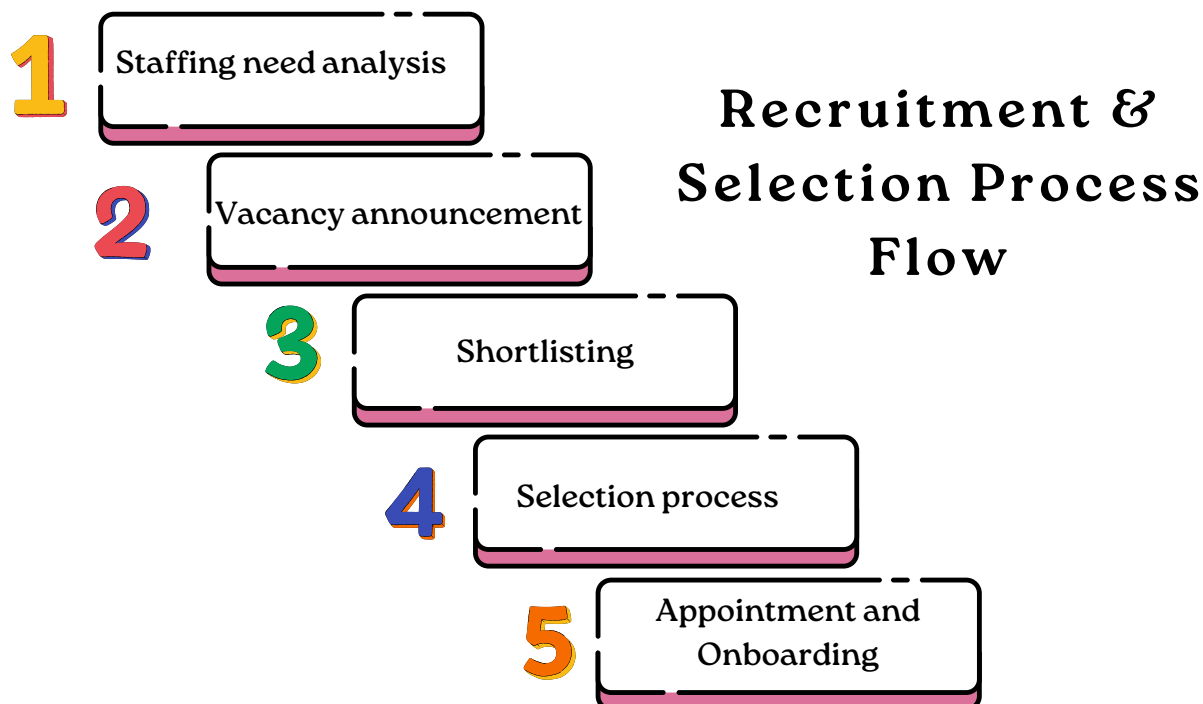 Recruitment &
Selection Process
Flow
1
Staffing need analysis
2
Vacancy announcement
3
Shortlisting
4
Selection process
5
Appointment and
Onboarding